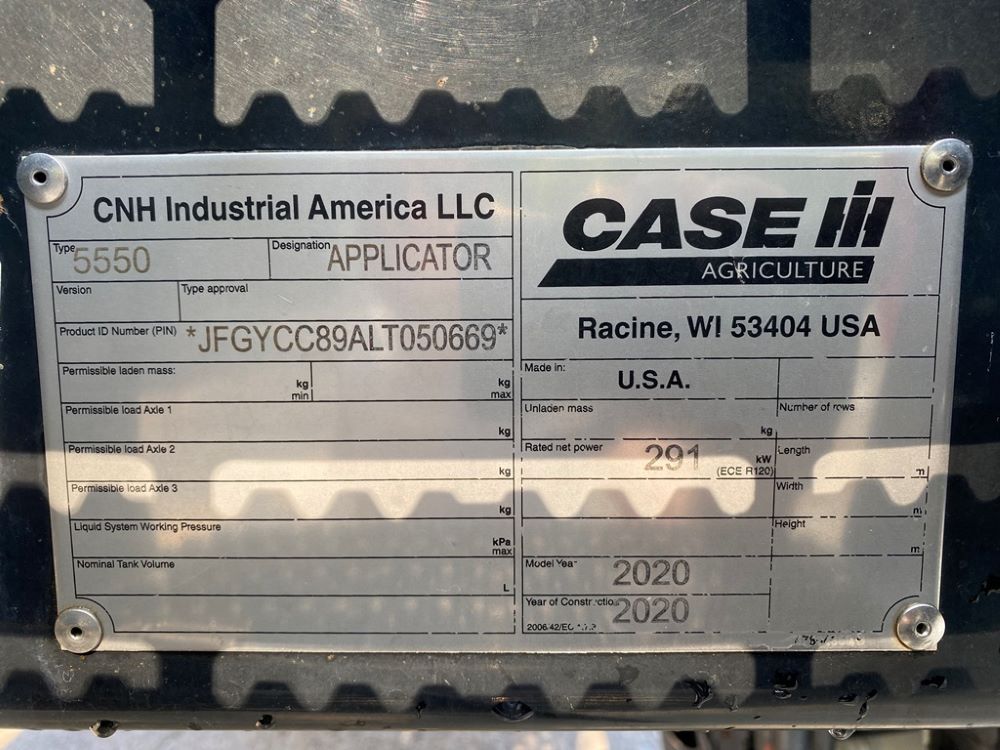 CNH Industrial America LLC
Type 5550
Designation APPLICATOR
Version
Type approval
Product ID Number (PIN) *JFGYCC89ALT050669*
Permissible laden mass:
kg min
kg max
Permissible load Axle 1
kg
Permissible load Axle 2
kg
Permissible load Axle 3
kg
Liquid System Working Pressure
kPa max
Nominal Tank Volume
L
CASE IH
AGRICULTURE
Racine, WI 53404 USA
Made in:
U.S.A.
Unladen mass
kg
Number of rows
Rated net power 291 kW
(ECE R120)
Length
m
Width
m
Height
m
Model Year 2020
Year of Construction 2020
2006/42/EC